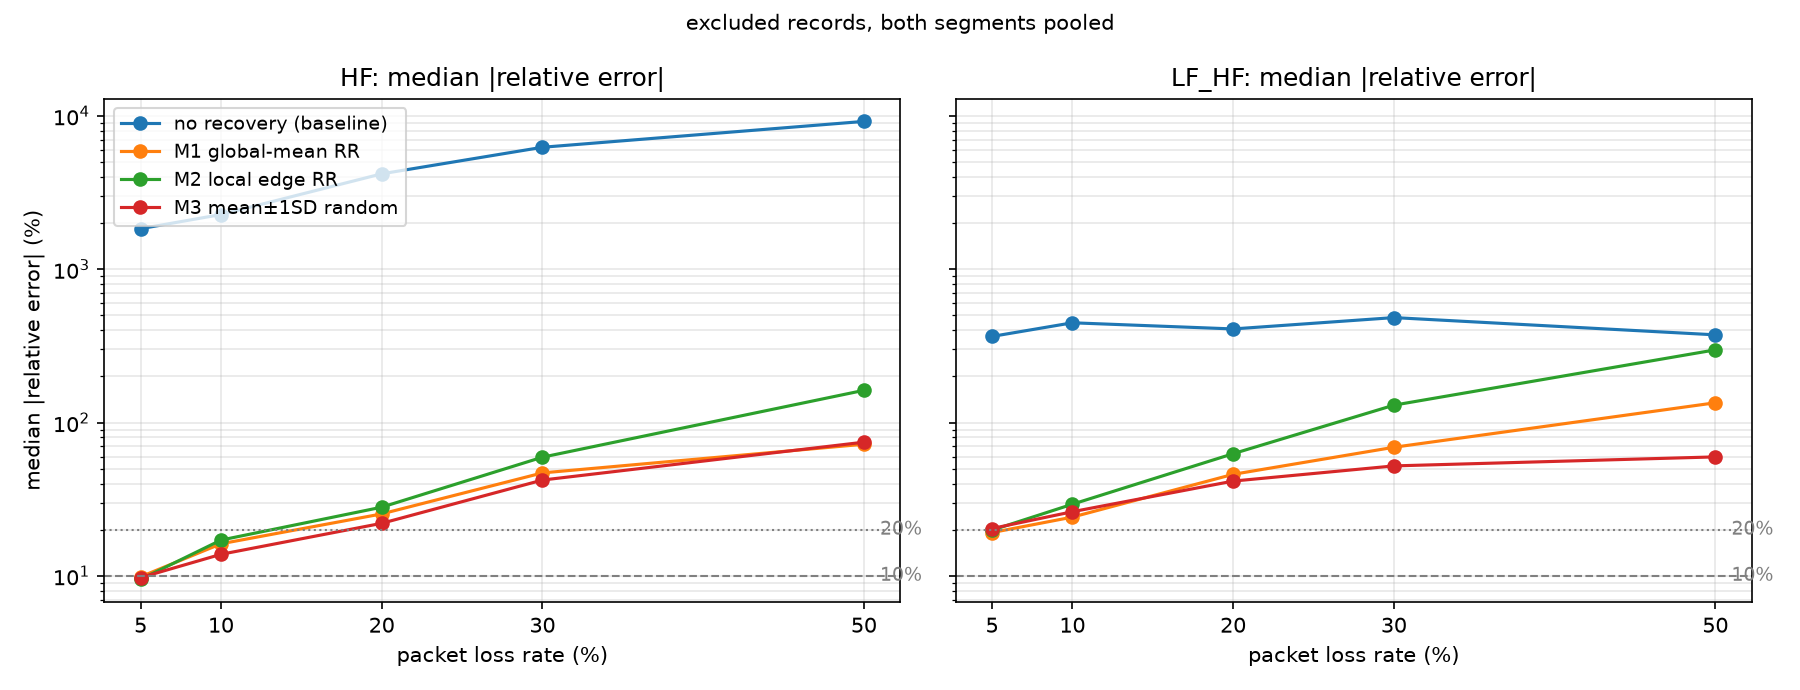 excluded records, both segments pooled
HF: median |relative error|
LF_HF: median |relative error|
median |relative error| (%)
10⁴
10³
10²
10¹
no recovery (baseline)
M1 global-mean RR
M2 local edge RR
M3 mean±1SD random
20%
10%
5 10 20 30 50
packet loss rate (%)
20%
10%
5 10 20 30 50
packet loss rate (%)